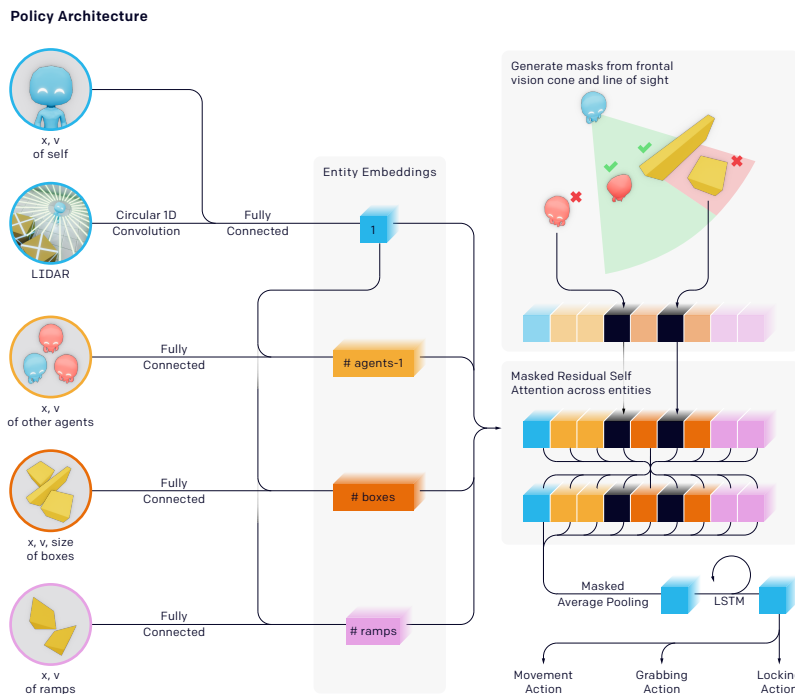 Policy Architecture
x, v
of self
LIDAR
Circular 1D
Convolution
Fully
Connected
Entity Embeddings
1
x, v
of other agents
Fully
Connected
# agents-1
x, v, size
of boxes
Fully
Connected
# boxes
x, v
of ramps
Fully
Connected
# ramps
Generate masks from frontal
vision cone and line of sight
Masked Residual Self
Attention across entities
Masked
Average Pooling
LSTM
Movement
Action
Grabbing
Action
Lockin
Action